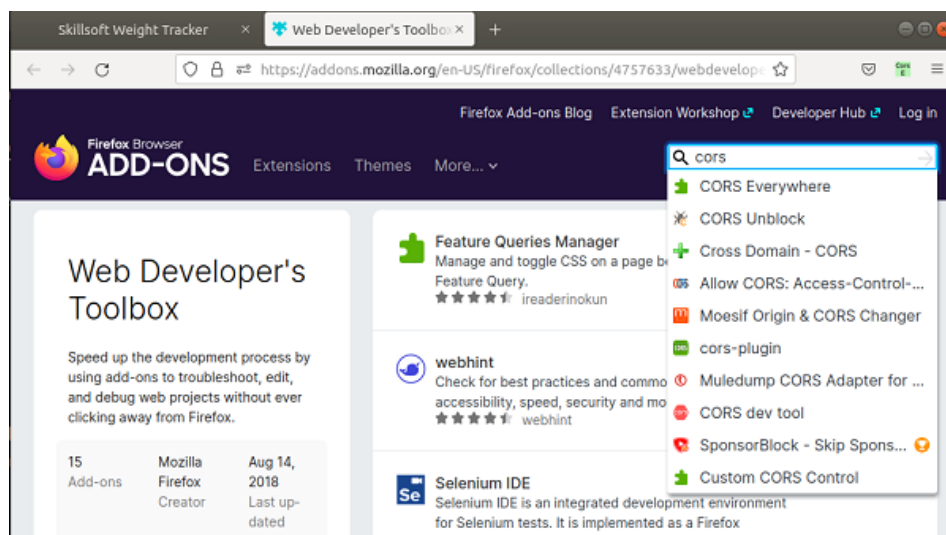 Skillsoft Weight Tracker
Web Developer's Toolbox
https://addons.mozilla.org/en-US/firefox/collections/4757633/webdevelope
Cors
E
Firefox Add-ons Blog Extension Workshop Developer Hub Log in
Firefox Browser
ADD-ONS
Extensions Themes More...
cors
CORS Everywhere
CORS Unblock
Cross Domain - CORS
Allow CORS: Access-Control-...
Moesif Origin & CORS Changer
cors-plugin
Muledump CORS Adapter for ...
CORS dev tool
SponsorBlock - Skip Spons...
Custom CORS Control
Web Developer's
Toolbox
Speed up the development process by
using add-ons to troubleshoot, edit,
and debug web projects without ever
clicking away from Firefox.
15 Mozilla Aug 14,
Add-ons Firefox 2018
Creator Last up-
dated
Feature Queries Manager
Manage and toggle CSS on a page
Feature Query.
ireaderinokun
webhint
Check for best practices and commo
accessibility, speed, security and mo
webhint
Se
Selenium IDE
Selenium IDE is an integrated development environment
for Selenium tests. It is implemented as a Firefox